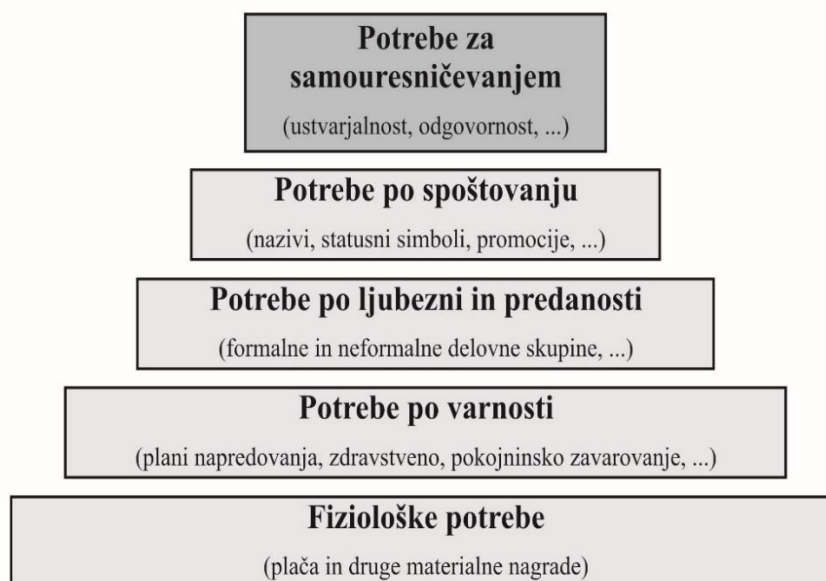 Potrebe za
samouresničevanjem
(ustvarjalnost, odgovornost, ...)
Potrebe po spoštovanju
(nazivi, statusni simboli, promocije, ...)
Potrebe po ljubezni in predanosti
(formalne in neformalne delovne skupine, ...)
Potrebe po varnosti
(plani napredovanja, zdravstveno, pokojninsko zavarovanje, ...)
Fiziološke potrebe
(plača in druge materialne nagrade)